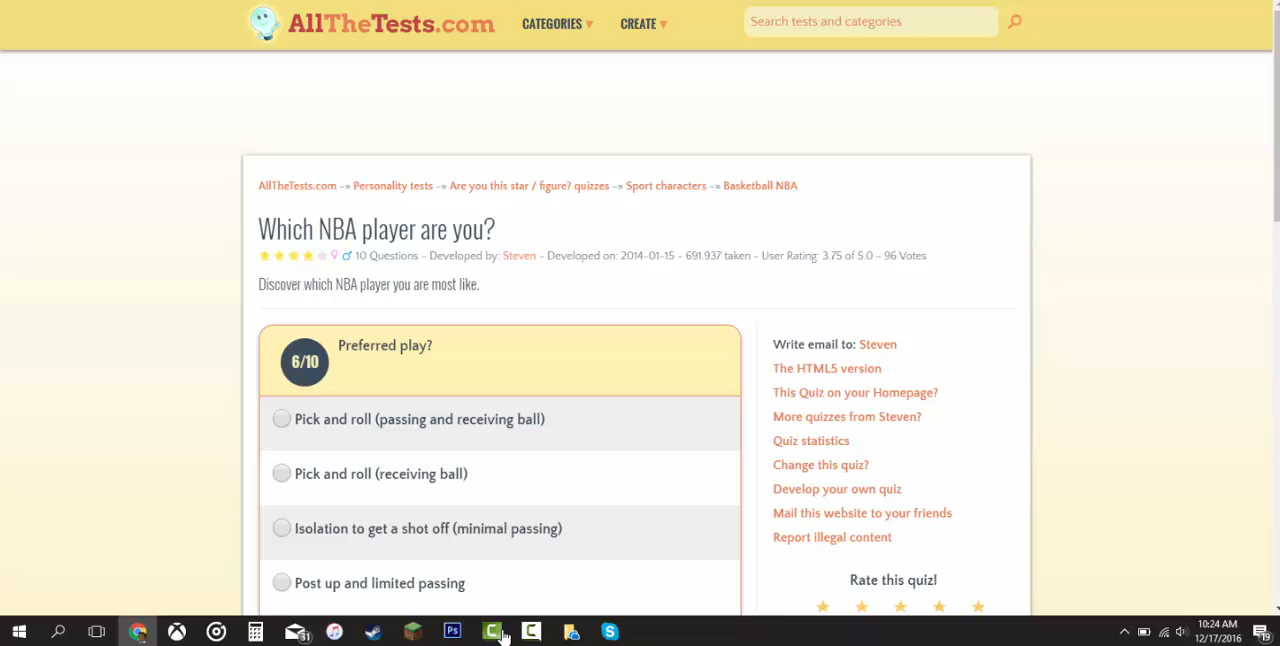 AllTheTests.com
CATEGORIES ▾
CREATE ▾
Search tests and categories
AllTheTests.com -» Personality tests -» Are you this star / figure? quizzes -» Sport characters -» Basketball NBA
Which NBA player are you?
10 Questions - Developed by: Steven - Developed on: 2014-01-15 - 691.937 taken - User Rating: 3.75 of 5.0 - 96 Votes
Discover which NBA player you are most like.
6/10
Preferred play?
Pick and roll (passing and receiving ball)
Pick and roll (receiving ball)
Isolation to get a shot off (minimal passing)
Post up and limited passing
Write email to: Steven
The HTML5 version
This Quiz on your Homepage?
More quizzes from Steven?
Quiz statistics
Change this quiz?
Develop your own quiz
Mail this website to your friends
Report illegal content
Rate this quiz!
31
Ps
C
C
S
10:24 AM
12/17/2016
19